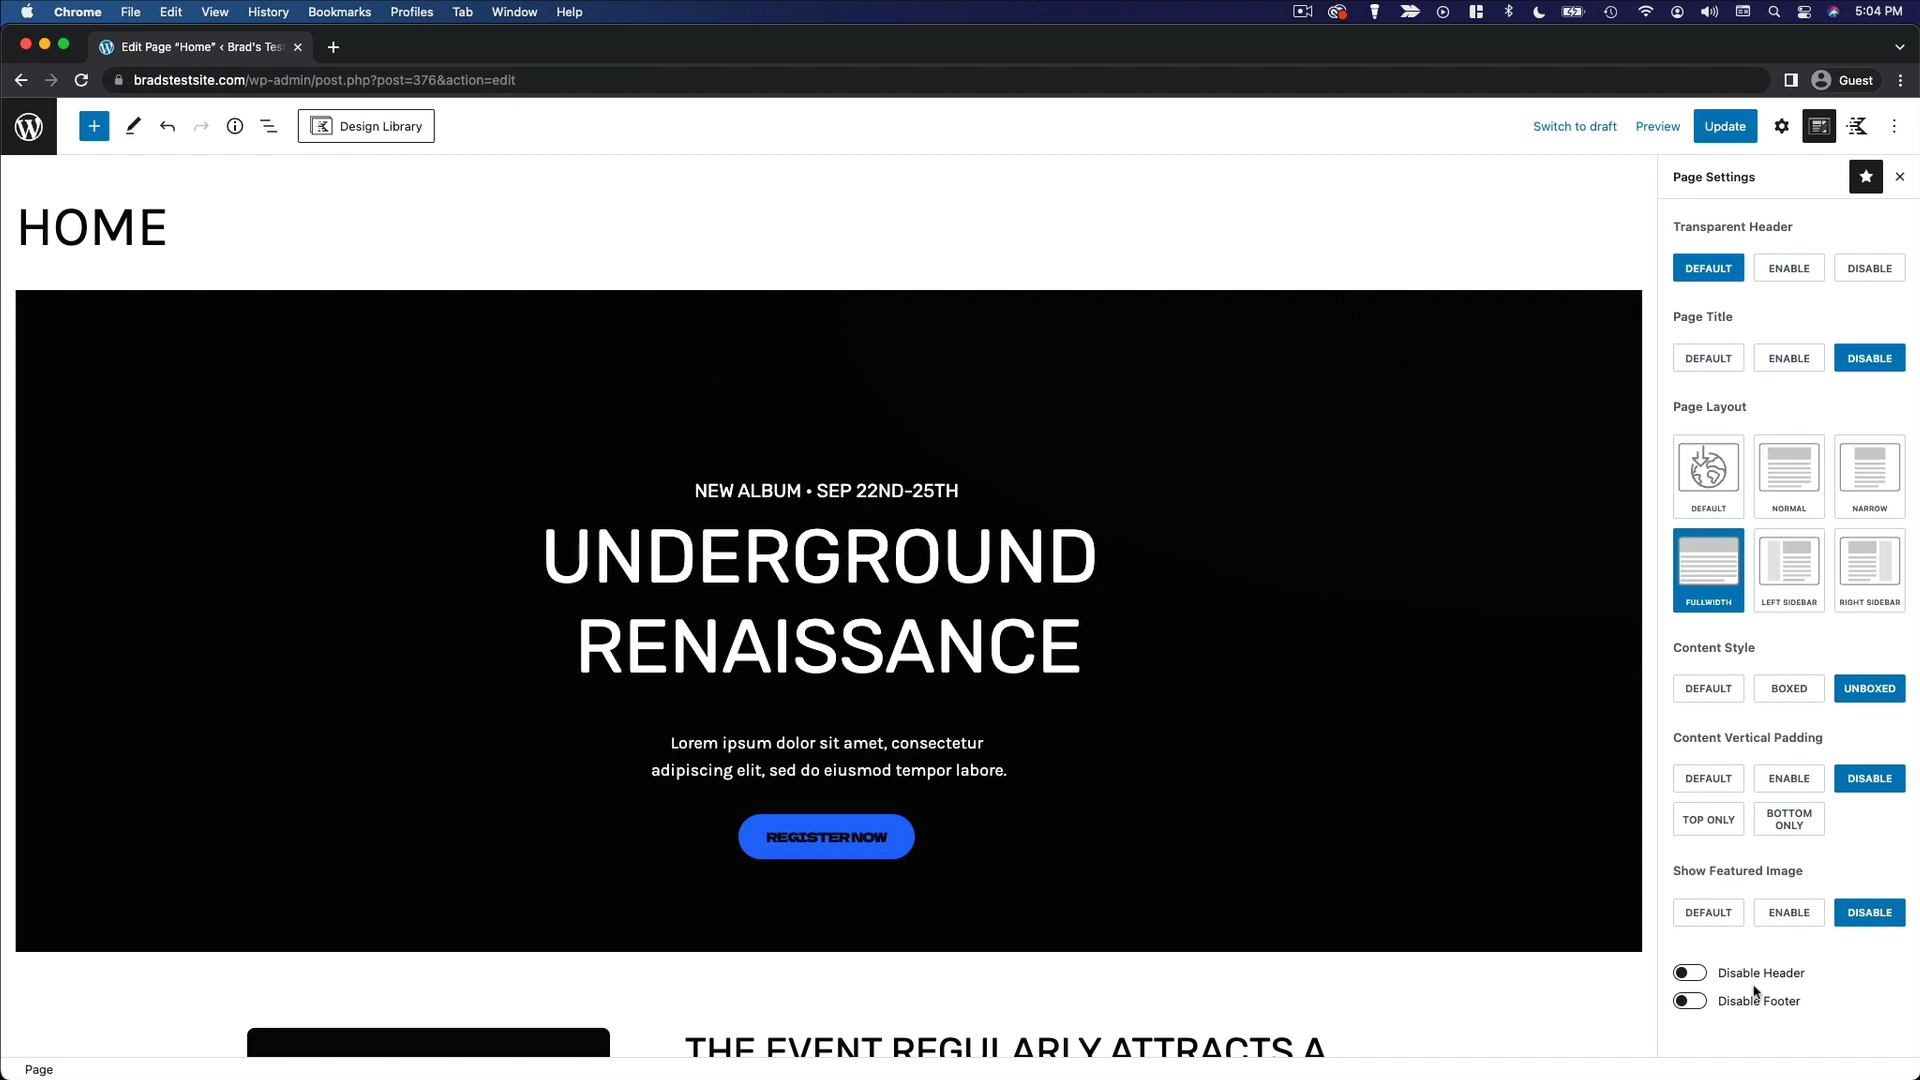 Chrome File Edit View History Bookmarks Profiles Tab Window Help 5:04 PM
Edit Page “Home” ‹ Brad's Tes
bradstestsite.com/wp-admin/post.php?post=376&action=edit Guest
Design Library Switch to draft Preview Update
Page Settings
HOME
Transparent Header
DEFAULT ENABLE DISABLE
Page Title
DEFAULT ENABLE DISABLE
Page Layout
DEFAULT NORMAL NARROW
FULLWIDTH LEFT SIDEBAR RIGHT SIDEBAR
Content Style
DEFAULT BOXED UNBOXED
Content Vertical Padding
DEFAULT ENABLE DISABLE
TOP ONLY BOTTOM ONLY
Show Featured Image
DEFAULT ENABLE DISABLE
Disable Header
Disable Footer
NEW ALBUM • SEP 22ND-25TH
UNDERGROUND
RENAISSANCE
Lorem ipsum dolor sit amet, consectetur
adipiscing elit, sed do eiusmod tempor labore.
REGISTER NOW
THE EVENT REGULARLY ATTRACTS A
Page